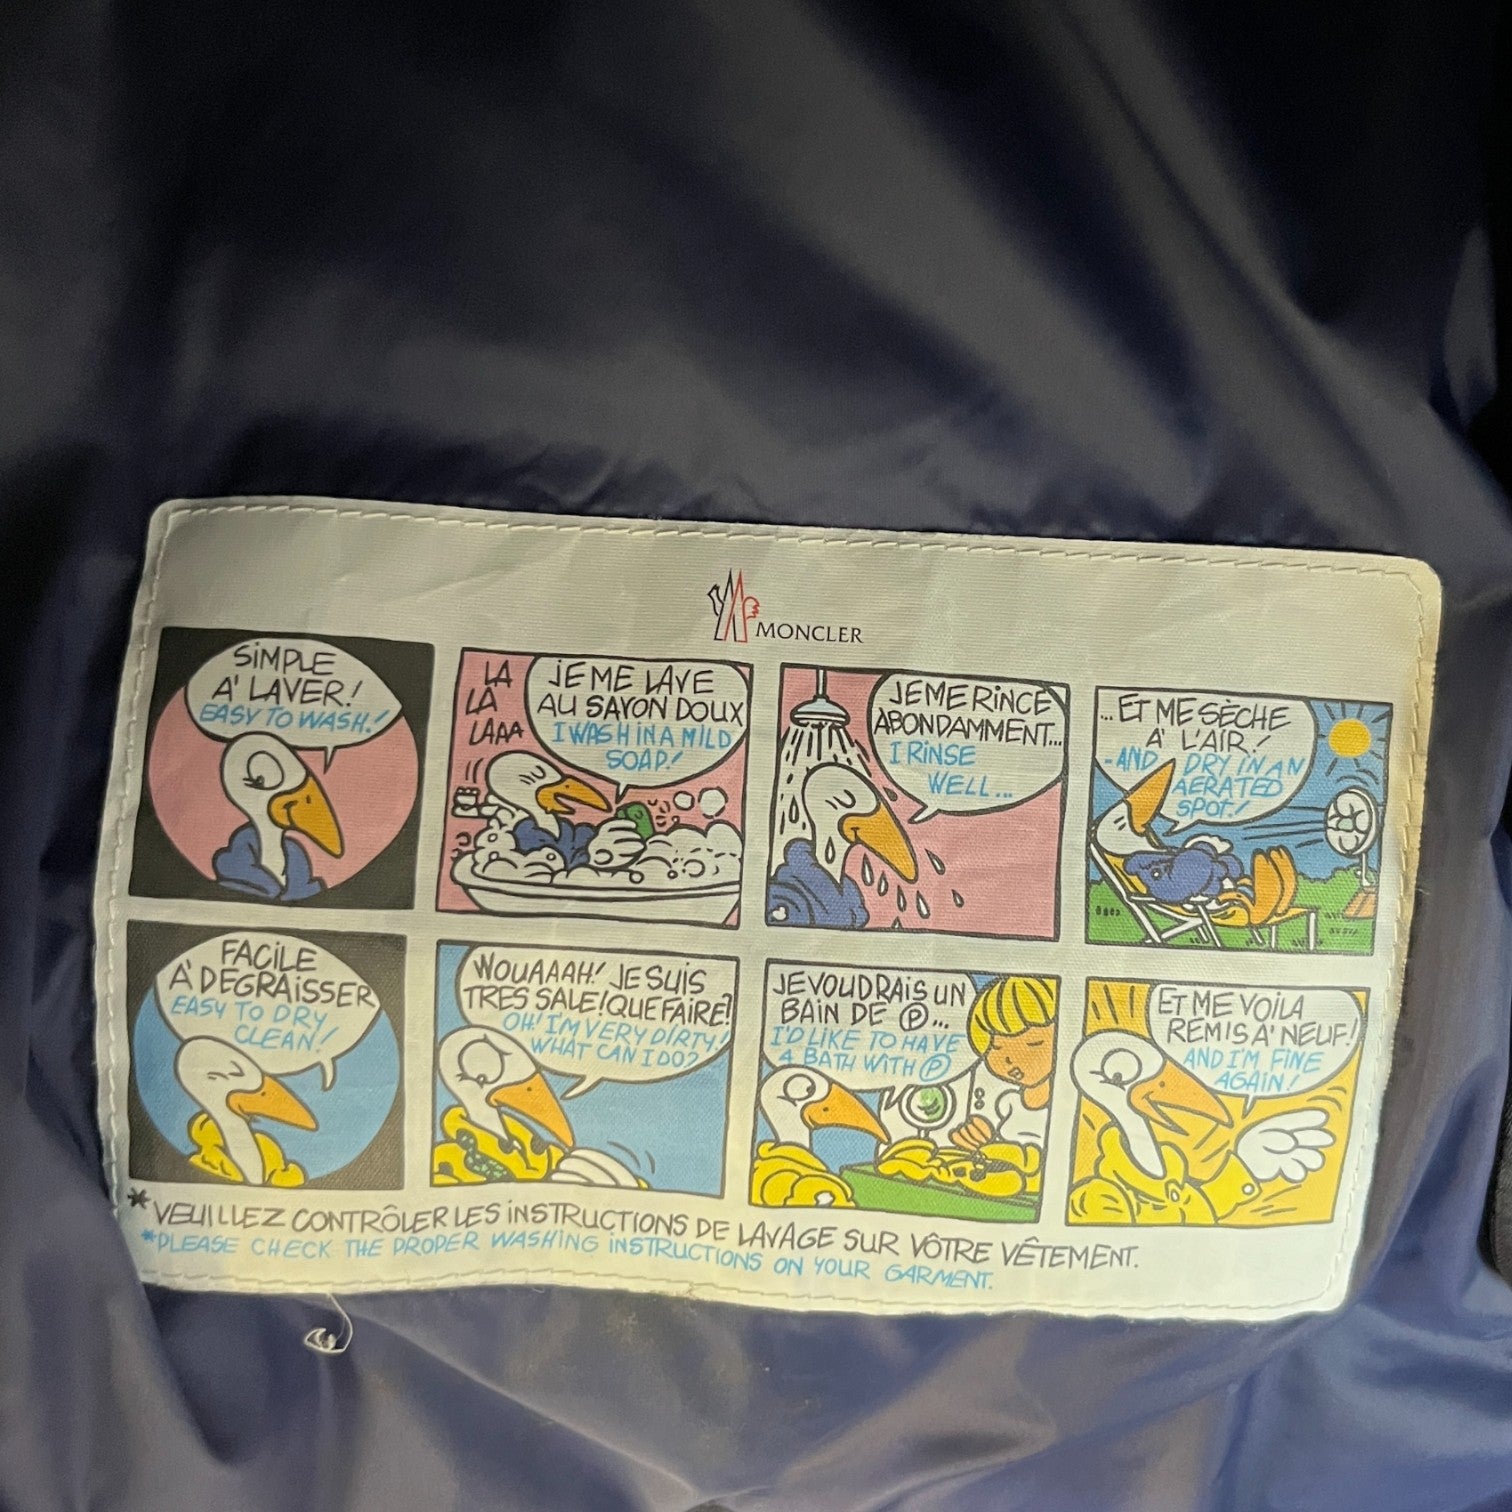 MONCLER
SIMPLE
A' LAVER!
EASY TO WASH!
LA
LA
LAAA
JE ME LAVE
AU SAVON DOUX
I WASH IN A MILD
SOAP!
JE ME RINCE
ABONDAMMENT...
I RINSE
WELL...
... ET ME SÈCHE
A' L'AIR!
- AND I DRY IN AN
AERATED
SPOT!
FACILE
A' DEGRAISSER
EASY TO DRY
CLEAN!
WOUAAAH! JE SUIS
TRES SALE! QUE FAIRE?
OH! I'M VERY DIRTY!
WHAT CAN I DO?
JE VOUDRAIS UN
BAIN DE Ⓟ...
I'D LIKE TO HAVE
A BATH WITH Ⓟ
ET ME VOILA
REMIS A' NEUF!
AND I'M FINE
AGAIN!
* VEUILLEZ CONTRÔLER LES INSTRUCTIONS DE LAVAGE SUR VÔTRE VÊTEMENT.
*PLEASE CHECK THE PROPER WASHING INSTRUCTIONS ON YOUR GARMENT.